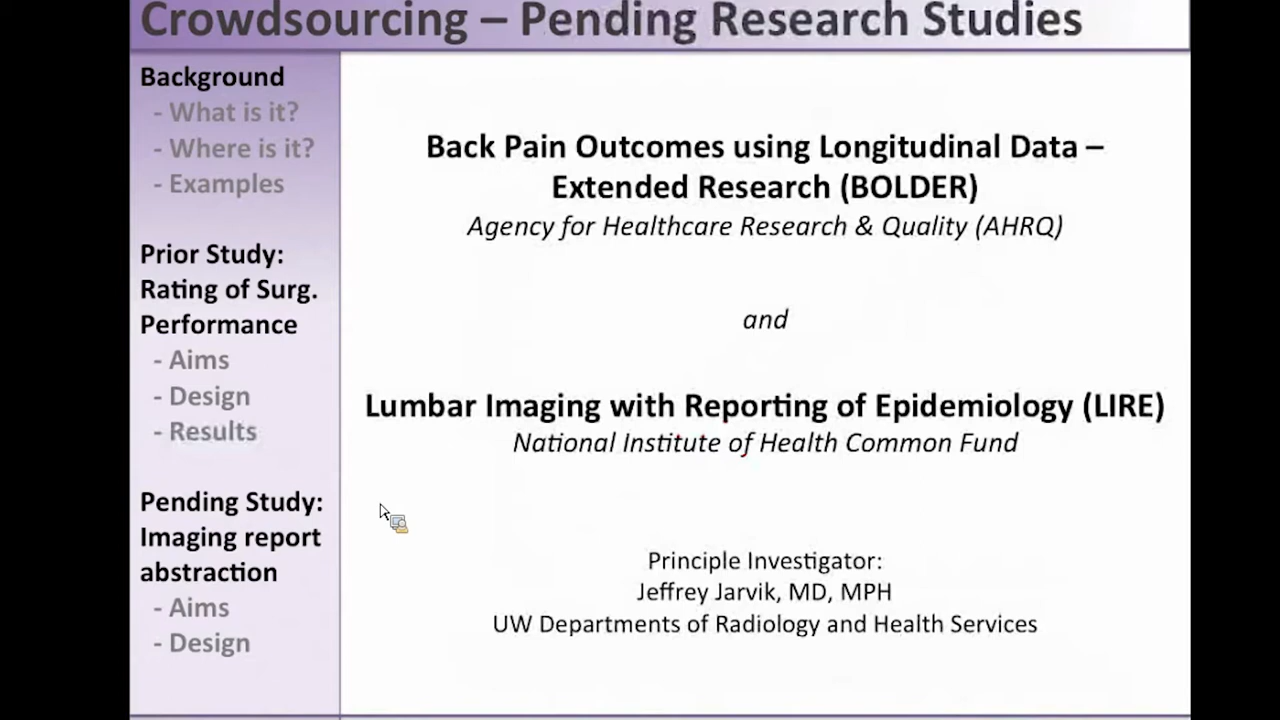 Crowdsourcing – Pending Research Studies
Background
- What is it?
- Where is it?
- Examples
Prior Study:
Rating of Surg.
Performance
- Aims
- Design
- Results
Pending Study:
Imaging report
abstraction
- Aims
- Design
Back Pain Outcomes using Longitudinal Data –
Extended Research (BOLDER)
Agency for Healthcare Research & Quality (AHRQ)
and
Lumbar Imaging with Reporting of Epidemiology (LIRE)
National Institute of Health Common Fund
Principle Investigator:
Jeffrey Jarvik, MD, MPH
UW Departments of Radiology and Health Services